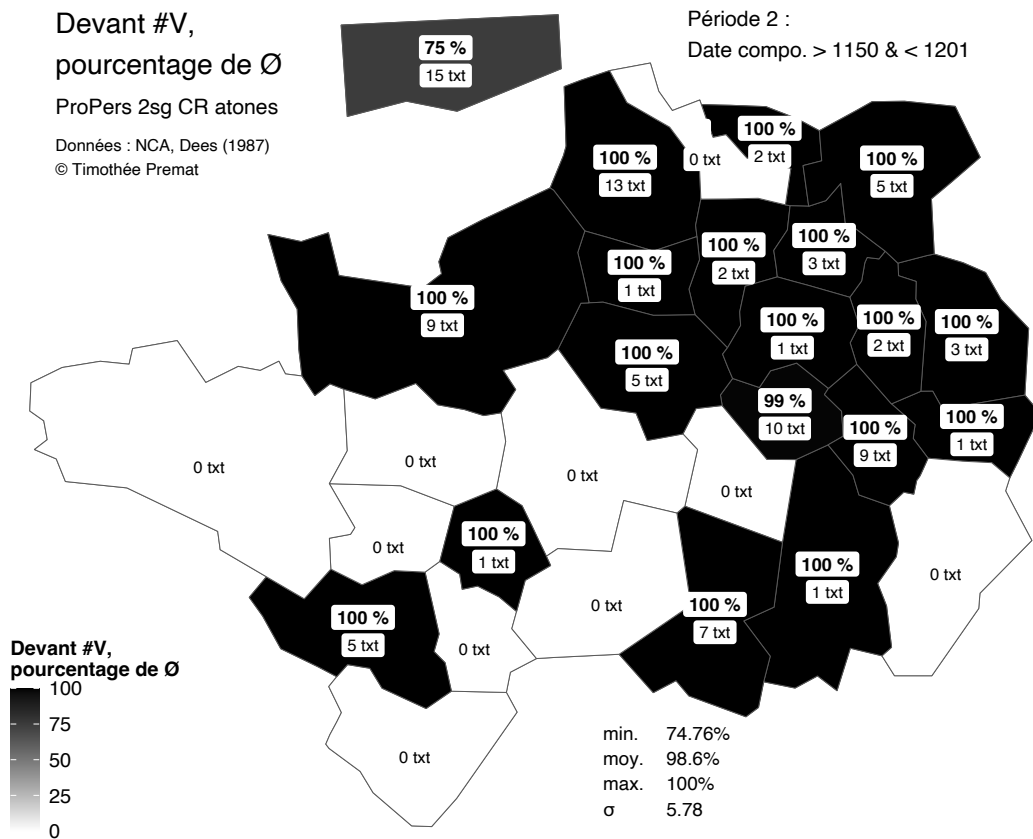 Devant #V,
pourcentage de Ø
ProPers 2sg CR atones
Données : NCA, Dees (1987)
© Timothée Premat
Période 2 :
Date compo. > 1150 & < 1201
75 %
15 txt
100 %
13 txt
0 txt
100 %
2 txt
100 %
5 txt
100 %
9 txt
100 %
1 txt
100 %
2 txt
100 %
3 txt
100 %
5 txt
100 %
1 txt
100 %
2 txt
100 %
3 txt
99 %
10 txt
100 %
9 txt
100 %
1 txt
0 txt
0 txt
0 txt
0 txt
0 txt
100 %
1 txt
0 txt
100 %
7 txt
100 %
1 txt
0 txt
100 %
5 txt
0 txt
0 txt
Devant #V,
pourcentage de Ø
100
75
50
25
0
min. 74.76%
moy. 98.6%
max. 100%
σ 5.78